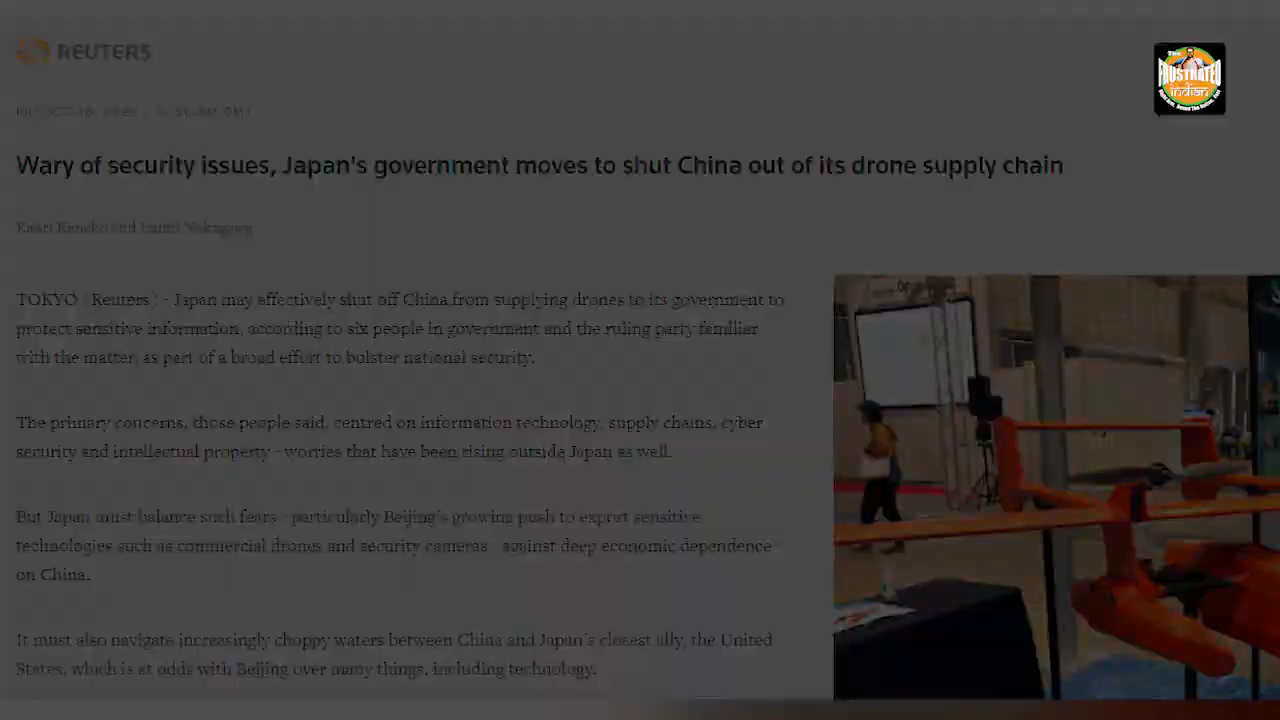 REUTERS
The
FRUSTRATED
indian
Wary of security issues, Japan's government moves to shut China out of its drone supply chain
TOKYO (Reuters) - Japan may effectively shut off China from supplying drones to its government to
protect sensitive information, according to six people in government and the ruling party familiar
with the matter, as part of a broad effort to bolster national security.
The primary concerns, those people said, centred on information technology, supply chains, cyber
security and intellectual property - worries that have been rising outside Japan as well.
But Japan must balance such fears - particularly Beijing's growing push to export sensitive
technologies such as commercial drones and security cameras - against deep economic dependence
on China.
It must also navigate increasingly choppy waters between China and Japan's closest ally, the United
States, which is at odds with Beijing over many things, including technology.